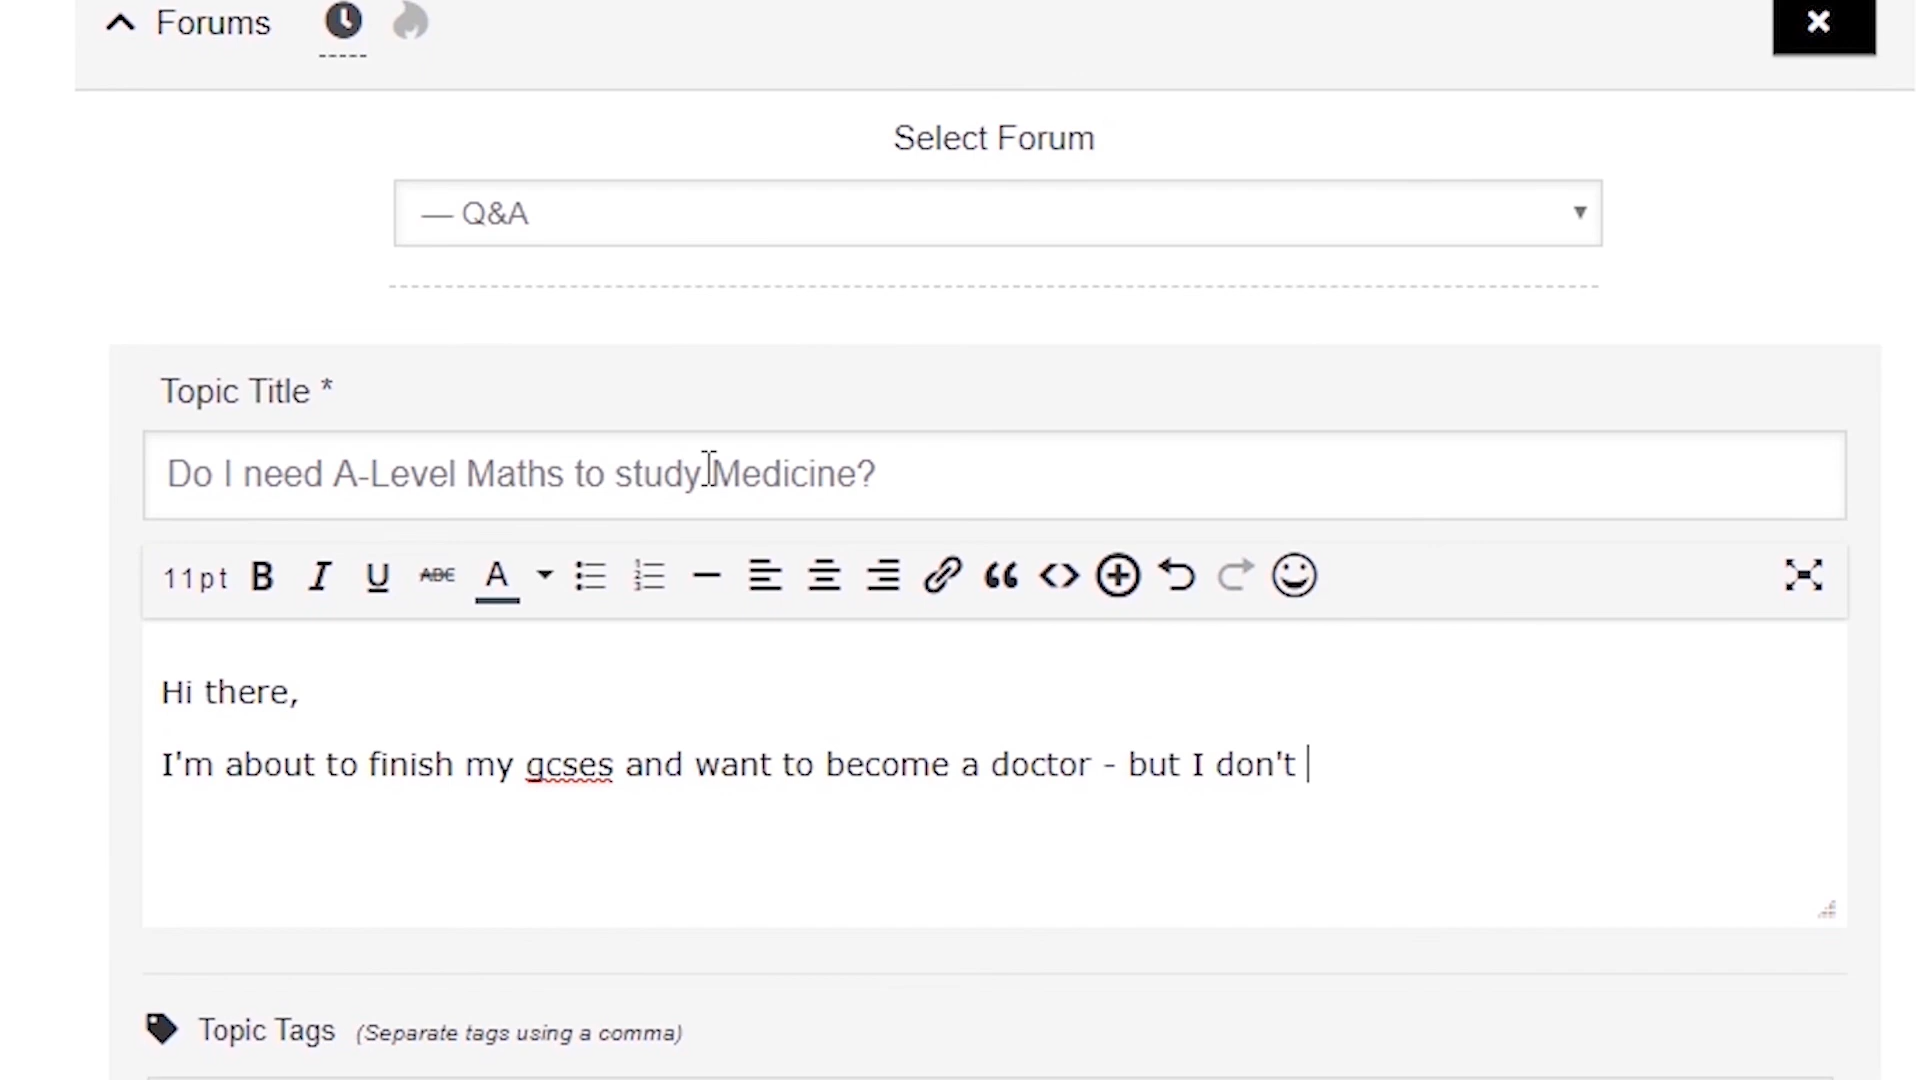 Forums
Select Forum
— Q&A
Topic Title *
Do I need A-Level Maths to study Medicine?
11pt B I U ABC A
Hi there,
I'm about to finish my gcses and want to become a doctor - but I don't
Topic Tags (Separate tags using a comma)